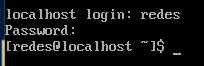 localhost login: redes
Password:
[redes@localhost ~]$ _